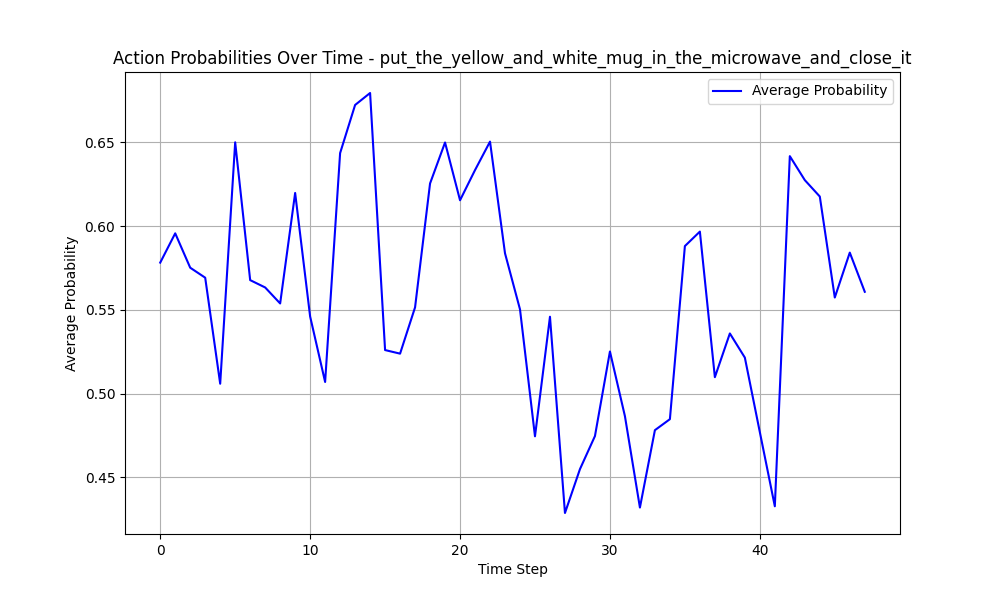 Action Probabilities Over Time - put_the_yellow_and_white_mug_in_the_microwave_and_close_it
Average Probability
Average Probability
0.65
0.60
0.55
0.50
0.45
0 10 20 30 40
Time Step